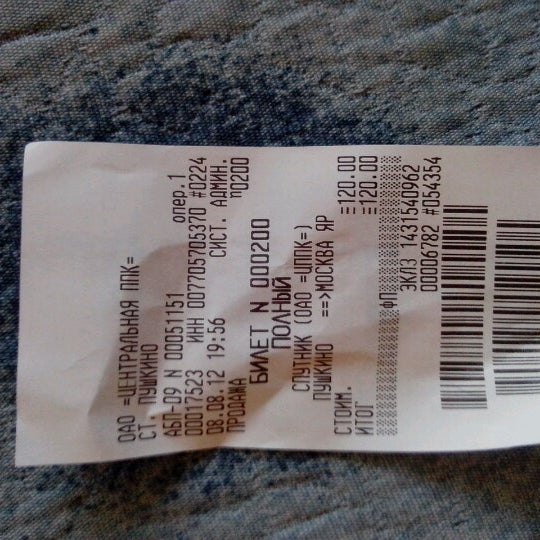 ОАО =ЦЕНТРАЛЬНАЯ ППК=
СТ. ПУШКИНО опер.1
АБП-09 N 00051151
00017523 ИНН 007705705370 #0224
08.08.12 19:56 СИСТ. АДМИН.
ПРОДАЖА П0200
БИЛЕТ N 000200
ПОЛНЫЙ
СПУТНИК (ОАО =ЦППК=)
ПУШКИНО ==>МОСКВА ЯР
СТОИМ. =120.00
ИТОГ =120.00
ФП
ЭКЛЗ 1431540962
00006782 #054354